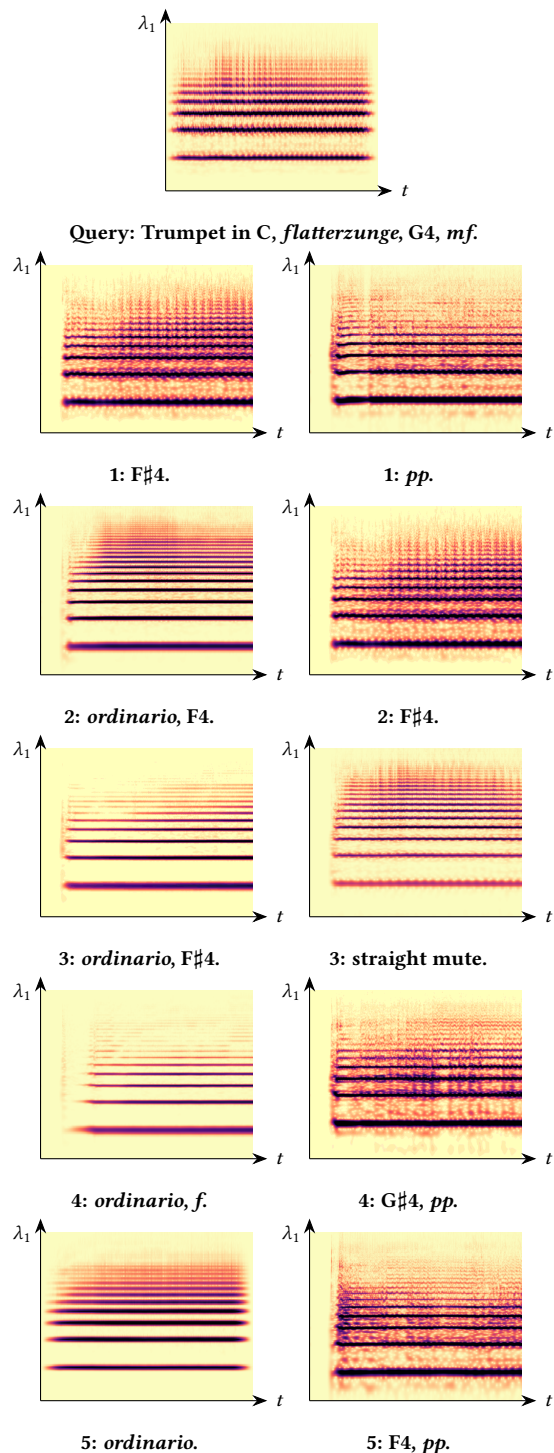 λ1
t
Query: Trumpet in C, flatterzunge, G4, mf.
λ1 t λ1 t
1: F♯4. 1: pp.
λ1 t λ1 t
2: ordinario, F4. 2: F♯4.
λ1 t λ1 t
3: ordinario, F♯4. 3: straight mute.
λ1 t λ1 t
4: ordinario, f. 4: G♯4, pp.
λ1 t λ1 t
5: ordinario. 5: F4, pp.